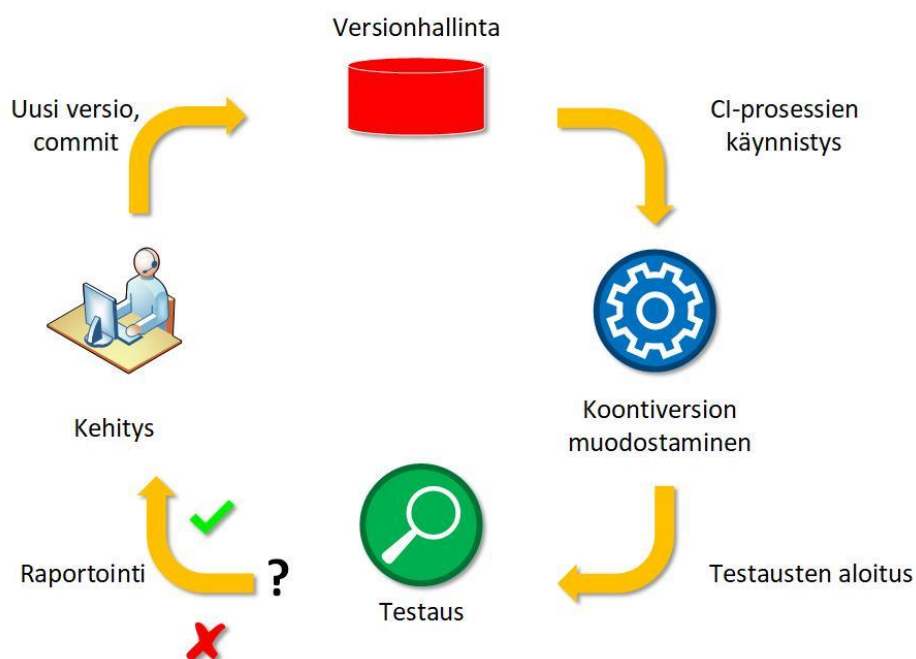 Versionhallinta
Uusi versio,
commit
CI-prosessien
käynnistys
Kehitys
Koontiversion
muodostaminen
Raportointi
?
Testaus
Testausten aloitus